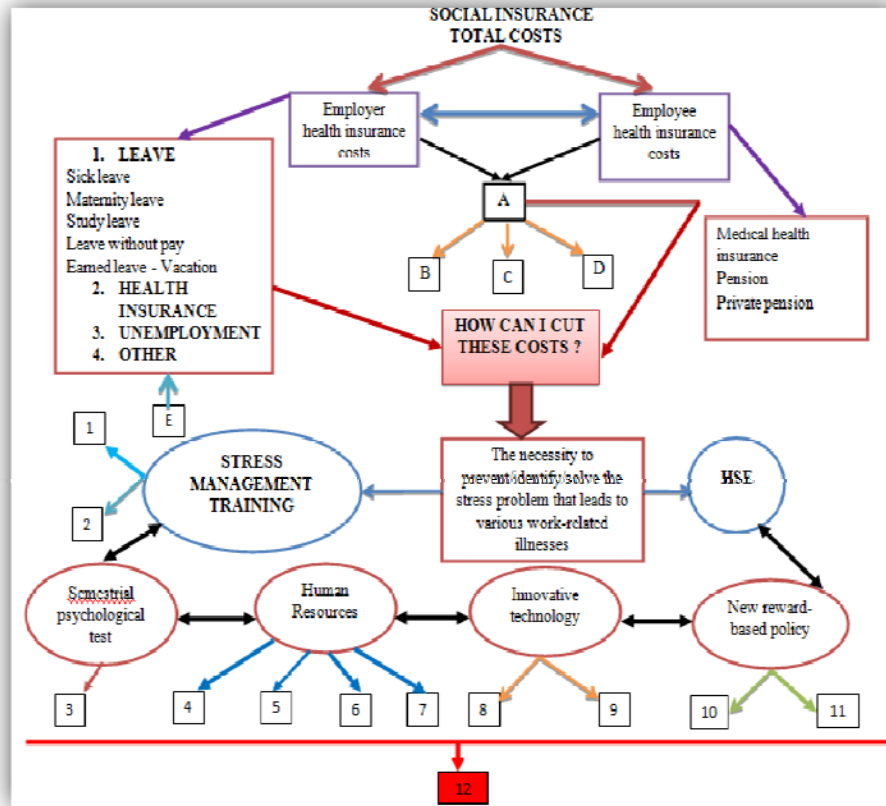 SOCIAL INSURANCE
TOTAL COSTS
Employer
health insurance
costs
Employee
health insurance
costs
1. LEAVE
Sick leave
Maternity leave
Study leave
Leave without pay
Earned leave - Vacation
2. HEALTH
INSURANCE
3. UNEMPLOYMENT
4. OTHER
A
B
C
D
Medical health
insurance
Pension
Private pension
HOW CAN I CUT
THESE COSTS ?
E
1
2
STRESS
MANAGEMENT
TRAINING
The necessity to
prevent/identify/solve the
stress problem that leads to
various work-related
illnesses
HSE
Semestrial
psychological
test
Human
Resources
Innovative
technology
New reward-
based policy
3
4
5
6
7
8
9
10
11
12